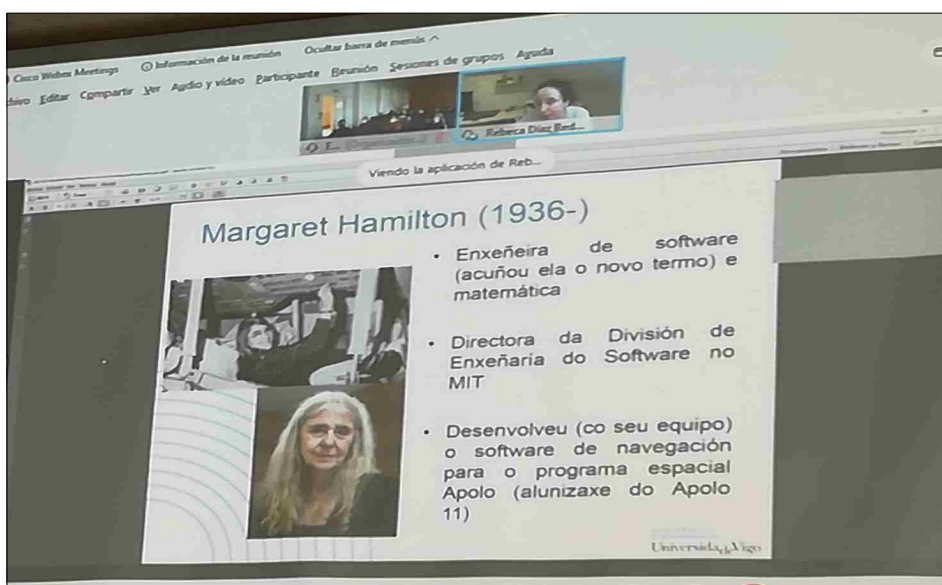 Cisco Webex Meetings Información de la reunión Ocultar barra de menús
Editar Compartir Ver Audio y vídeo Participante Reunión Sesiones de grupos Ayuda
E... Rebeca Díaz Red...
Viendo la aplicación de Reb...
Margaret Hamilton (1936-)
• Enxeñeira de software
(acuñou ela o novo termo) e
matemática
• Directora da División de
Enxeñaría do Software no
MIT
• Desenvolveu (co seu equipo)
o software de navegación
para o programa espacial
Apolo (alunizaxe do Apolo
11)
Universidade de Vigo